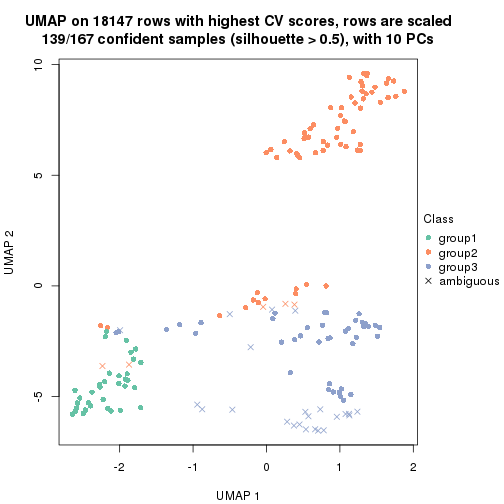 UMAP on 18147 rows with highest CV scores, rows are scaled
139/167 confident samples (silhouette > 0.5), with 10 PCs
10
5
0
-5
UMAP 2
-2
-1
0
1
2
UMAP 1
Class
group1
group2
group3
ambiguous